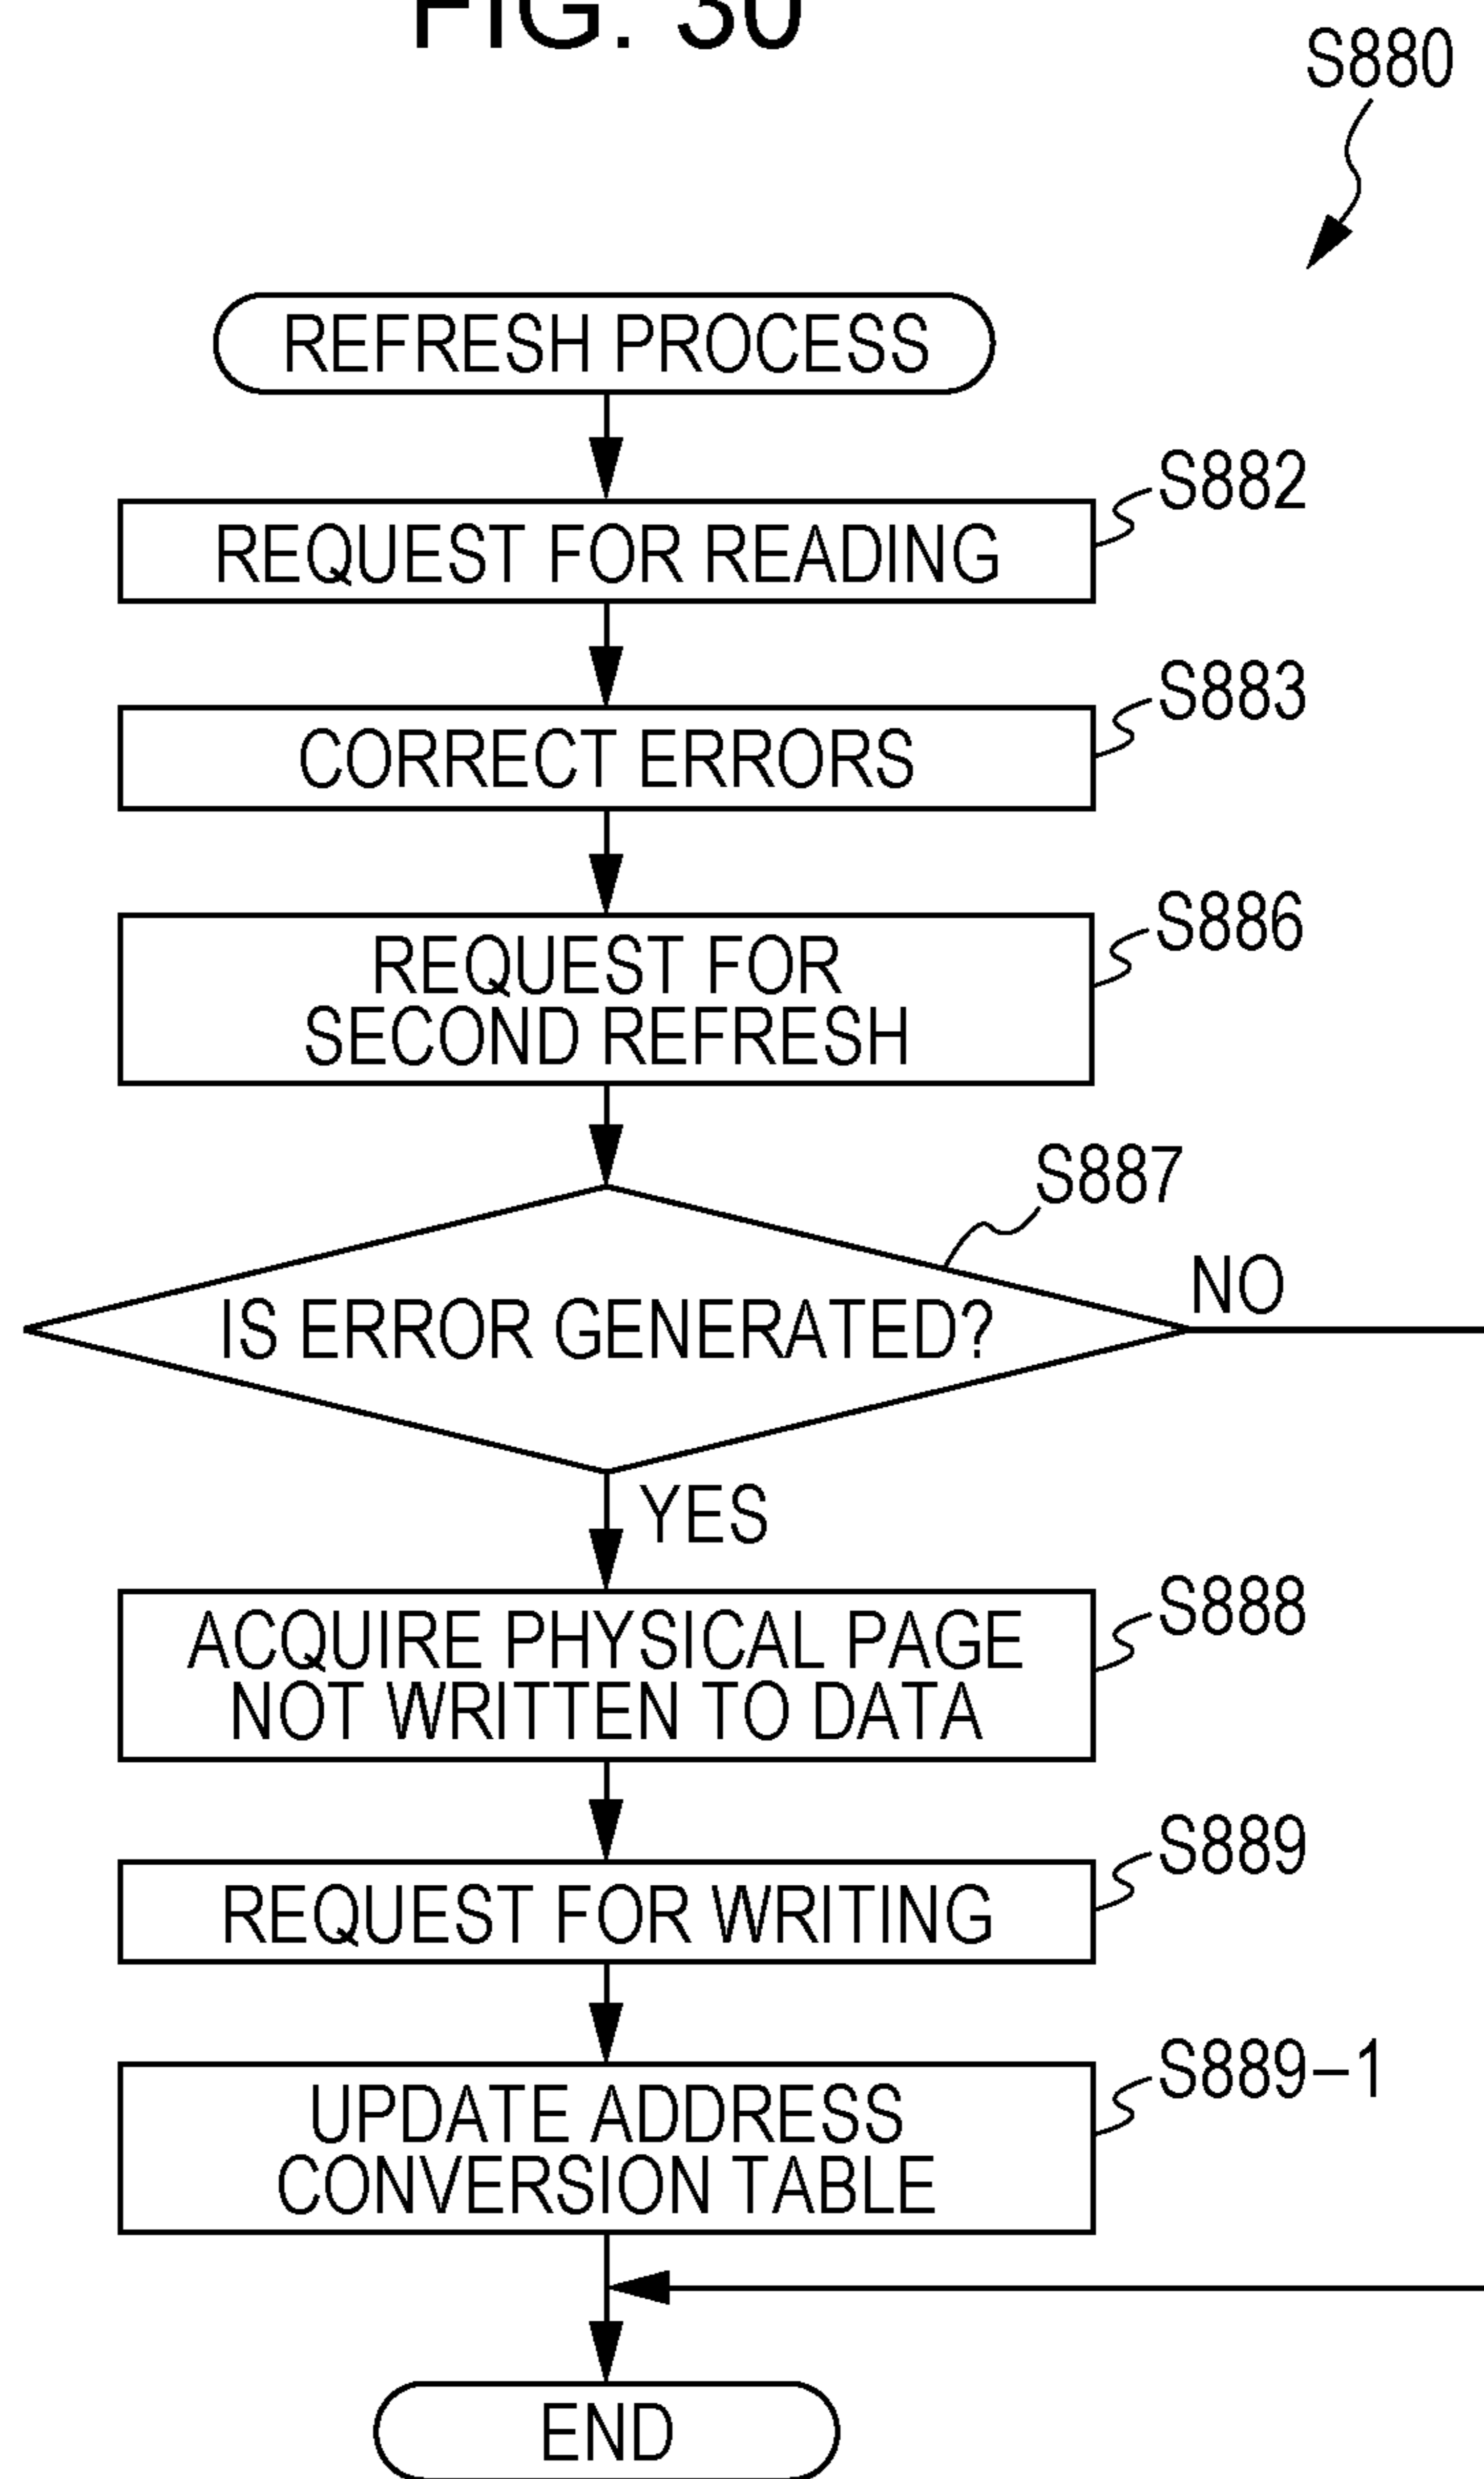 FIG. 30
S880
REFRESH PROCESS
S882
REQUEST FOR READING
S883
CORRECT ERRORS
S886
REQUEST FOR
SECOND REFRESH
S887
IS ERROR GENERATED?
NO
YES
S888
ACQUIRE PHYSICAL PAGE
NOT WRITTEN TO DATA
S889
REQUEST FOR WRITING
S889-1
UPDATE ADDRESS
CONVERSION TABLE
END